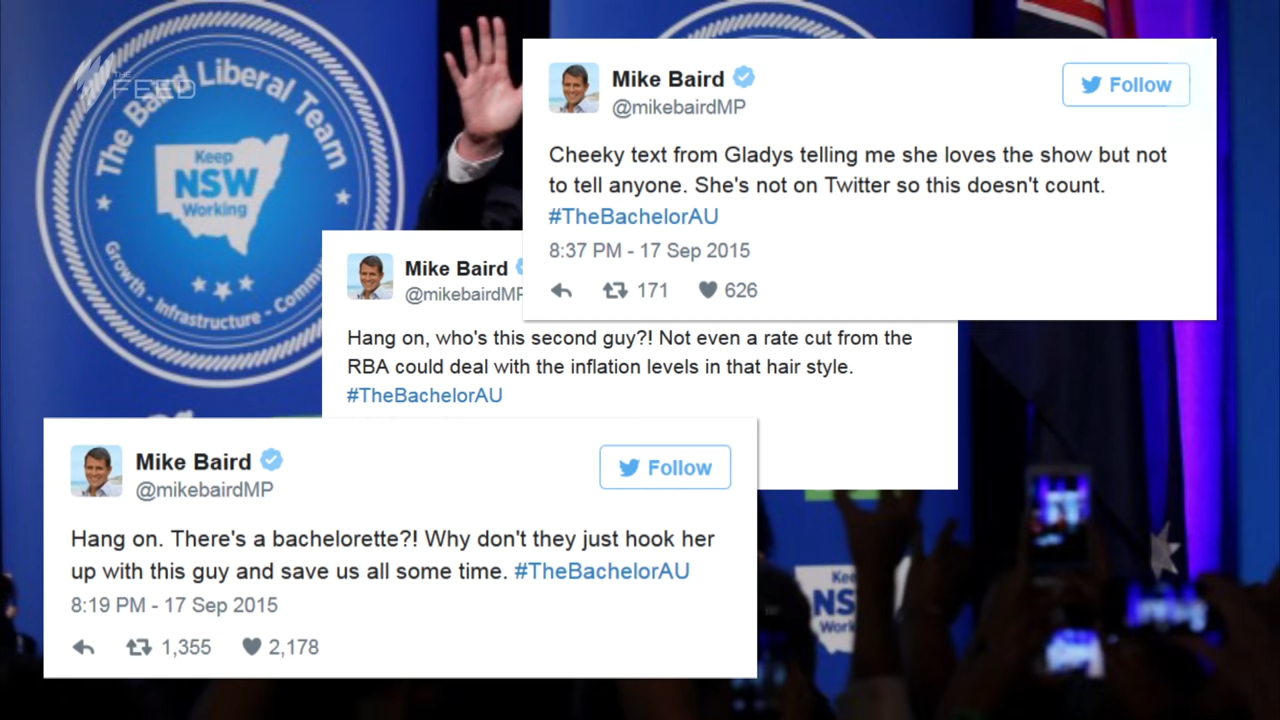 THE
FEED
The Baird Liberal Team
Keep
NSW
Working
Growth - Infrastructure -
Mike Baird
@mikebairdMP
Follow
Cheeky text from Gladys telling me she loves the show but not
to tell anyone. She's not on Twitter so this doesn't count.
#TheBachelorAU
8:37 PM - 17 Sep 2015
171 626
Mike Baird
@mikebairdMP
Hang on, who's this second guy?! Not even a rate cut from the
RBA could deal with the inflation levels in that hair style.
#TheBachelorAU
Mike Baird
@mikebairdMP
Follow
Hang on. There's a bachelorette?! Why don't they just hook her
up with this guy and save us all some time. #TheBachelorAU
8:19 PM - 17 Sep 2015
1,355 2,178